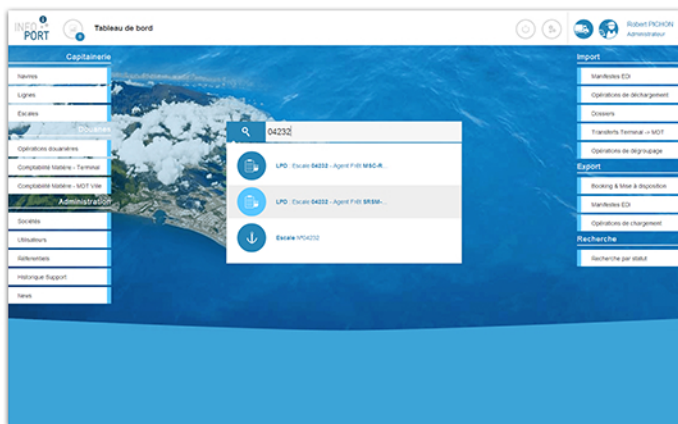 INFO
PORT
Tableau de bord
Robert PICHON
Administrateur
Capitainerie
Navires
Lignes
Escales
Douanes
Opérations douanières
Comptabilité Matière - Terminal
Comptabilité Matière - MDT Ville
Administration
Sociétés
Utilisateurs
Référentiels
Historique Support
News
04232
LPD : Escale 04232 - Agent Frêt MSC-R...
LPD : Escale 04232 - Agent Frêt SRSM-...
Escale N°04232
Import
Manifestes EDI
Opérations de déchargement
Dossiers
Transferts Terminal -> MDT
Opérations de dégroupage
Export
Booking & Mise à disposition
Manifestes EDI
Opérations de chargement
Recherche
Recherche par statut